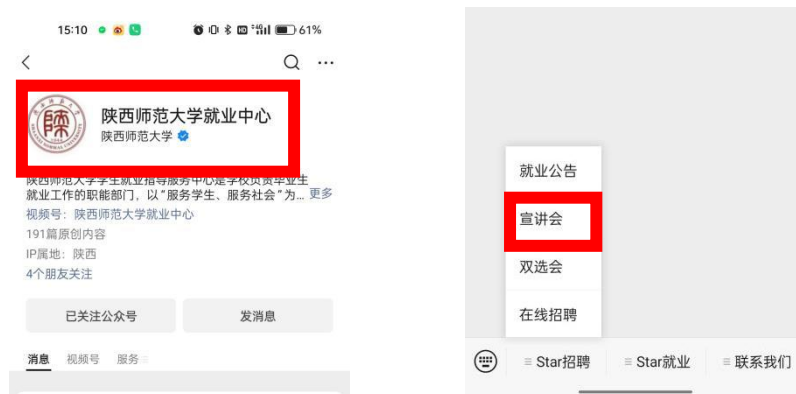 15:10
61%
陕西师范大学就业中心
陕西师范大学
陕西师范大学学生就业指导服务中心是学校负责毕业生
就业工作的职能部门，以“服务学生、服务社会”为... 更多
视频号：陕西师范大学就业中心
191篇原创内容
IP属地：陕西
4个朋友关注
已关注公众号
发消息
消息 视频号 服务
就业公告
宣讲会
双选会
在线招聘
Star招聘
Star就业
联系我们